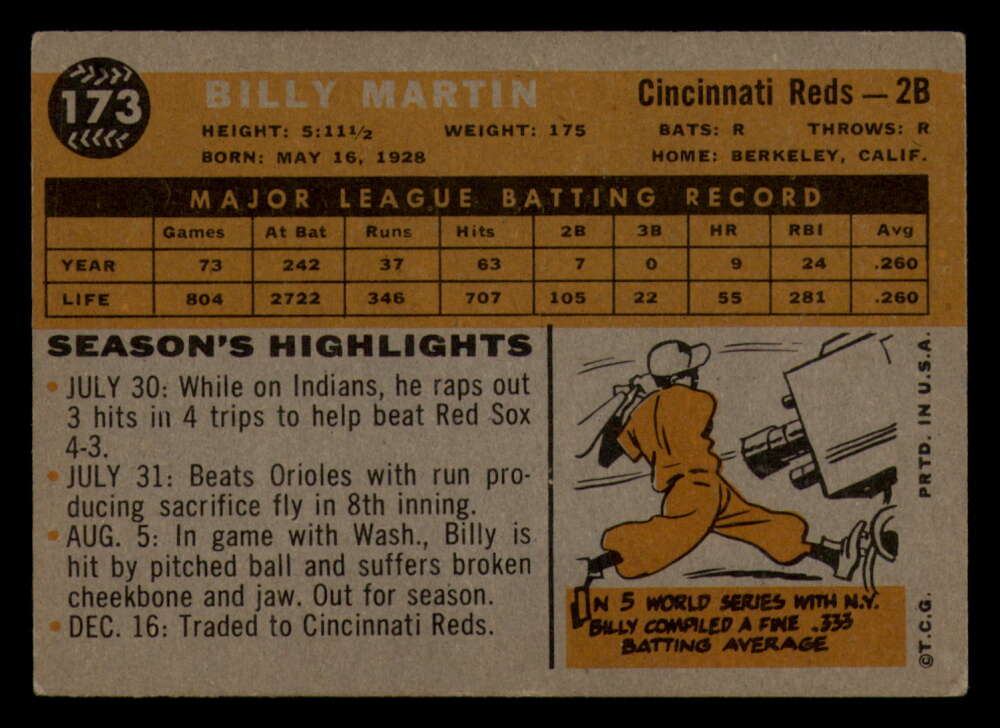 173
BILLY MARTIN
Cincinnati Reds — 2B
HEIGHT: 5:11½ WEIGHT: 175 BATS: R THROWS: R
BORN: MAY 16, 1928 HOME: BERKELEY, CALIF.
MAJOR LEAGUE BATTING RECORD
Games At Bat Runs Hits 2B 3B HR RBI Avg
YEAR 73 242 37 63 7 0 9 24 .260
LIFE 804 2722 346 707 105 22 55 281 .260
SEASON'S HIGHLIGHTS
• JULY 30: While on Indians, he raps out
3 hits in 4 trips to help beat Red Sox
4-3.
• JULY 31: Beats Orioles with run pro-
ducing sacrifice fly in 8th inning.
• AUG. 5: In game with Wash., Billy is
hit by pitched ball and suffers broken
cheekbone and jaw. Out for season.
• DEC. 16: Traded to Cincinnati Reds.
IN 5 WORLD SERIES WITH N.Y.
BILLY COMPILED A FINE .333
BATTING AVERAGE
©T.C.G. PRTD. IN U.S.A.